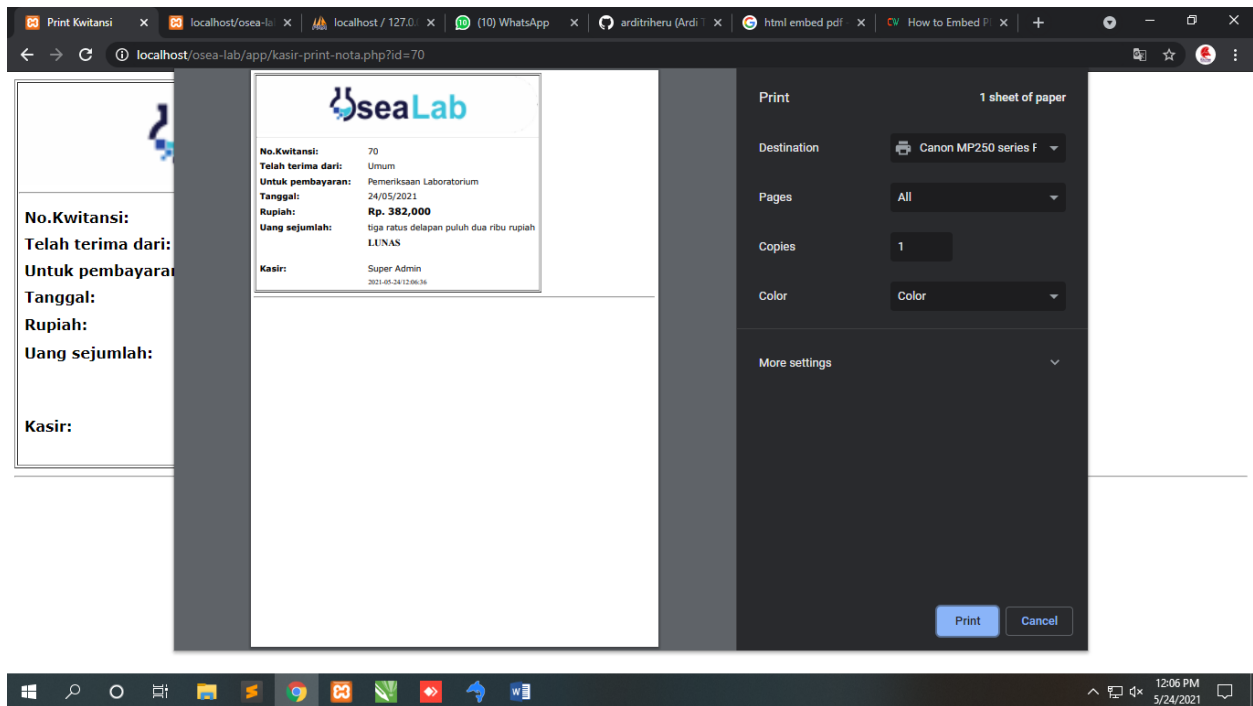 Print Kwitansi
localhost/osea-la
localhost / 127.0.
(10) WhatsApp
arditriheru (Ardi T
html embed pdf -
How to Embed P
localhost/osea-lab/app/kasir-print-nota.php?id=70
No.Kwitansi:
Telah terima dari:
Untuk pembayara
Tanggal:
Rupiah:
Uang sejumlah:
Kasir:
seaLab
No.Kwitansi: 70
Telah terima dari: Umum
Untuk pembayaran: Pemeriksaan Laboratorium
Tanggal: 24/05/2021
Rupiah: Rp. 382,000
Uang sejumlah: tiga ratus delapan puluh dua ribu rupiah
LUNAS
Kasir: Super Admin
2021-05-24/12:06:36
Print 1 sheet of paper
Destination Canon MP250 series F
Pages All
Copies 1
Color Color
More settings
Print Cancel
12:06 PM
5/24/2021